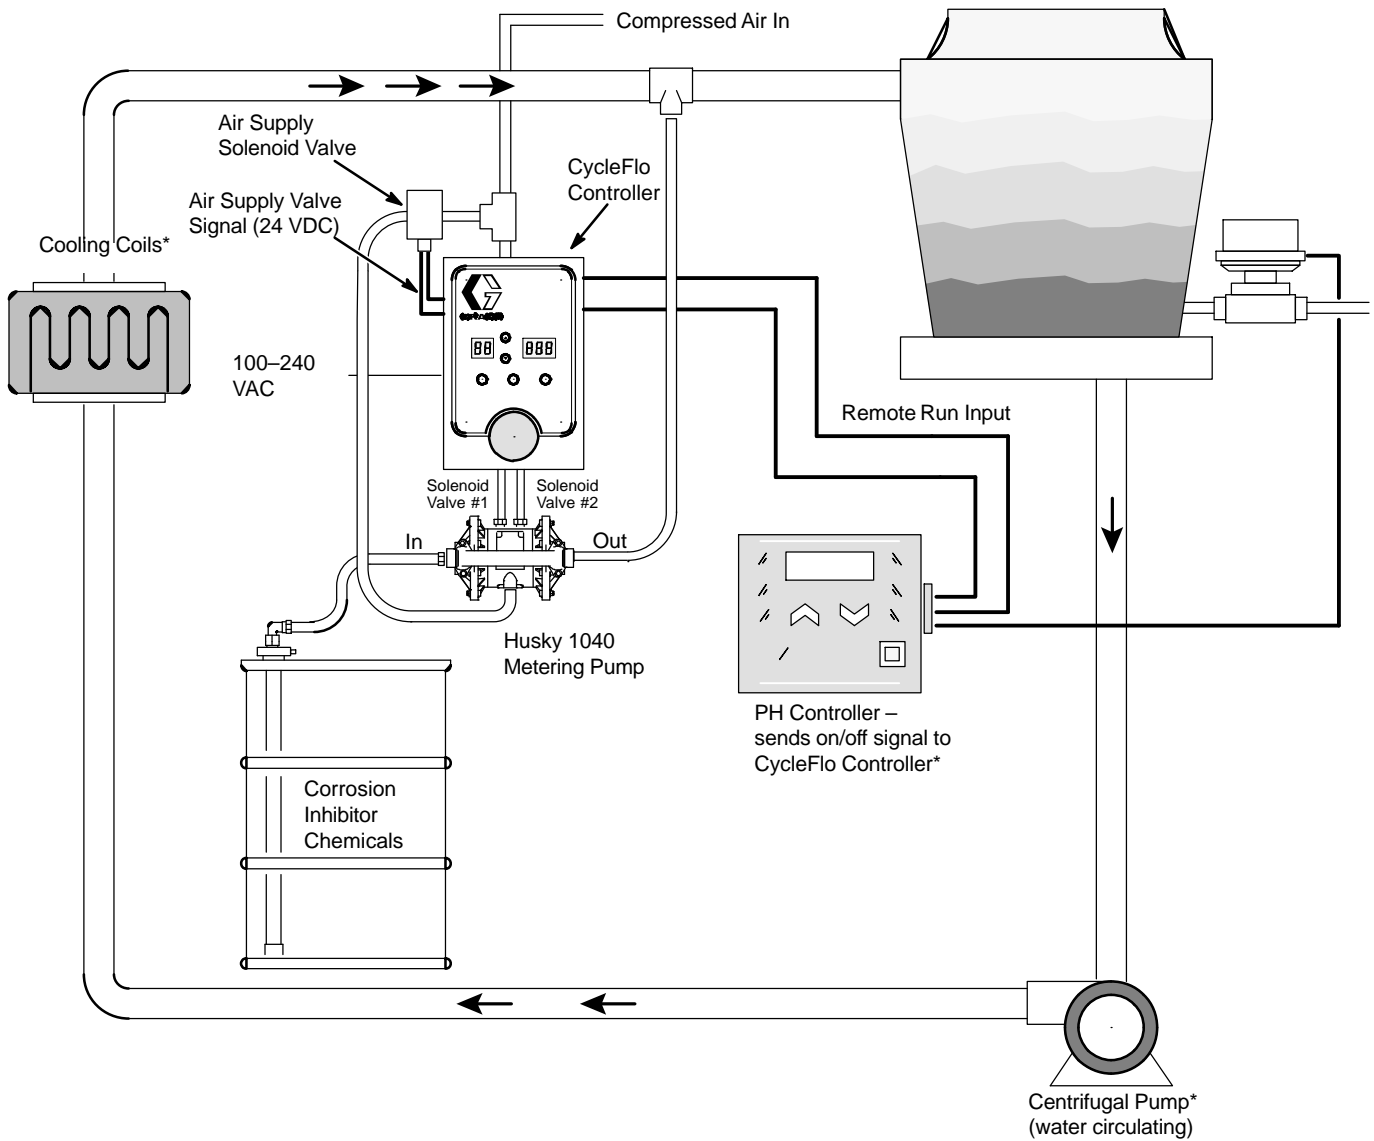 Compressed Air In
Air Supply
Solenoid Valve
CycleFlo
Controller
Air Supply Valve
Signal (24 VDC)
Cooling Coils*
100–240
VAC
88
888
Remote Run Input
Solenoid
Valve #1
Solenoid
Valve #2
In
Out
Husky 1040
Metering Pump
PH Controller –
sends on/off signal to
CycleFlo Controller*
Corrosion
Inhibitor
Chemicals
Centrifugal Pump*
(water circulating)